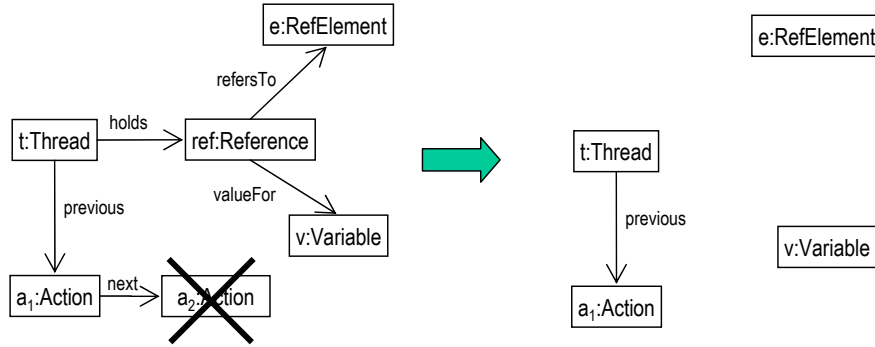 e:RefElement
e:RefElement
refersTo
holds
t:Thread
ref:Reference
t:Thread
valueFor
previous
previous
v:Variable
v:Variable
next
a₁:Action
a₂:Action
a₁:Action